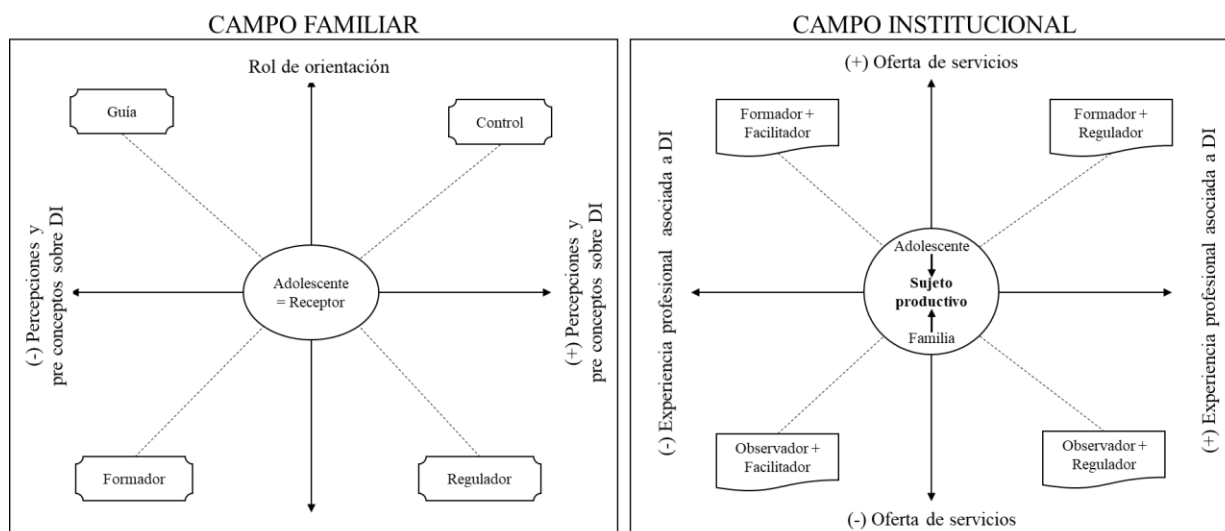 CAMPO FAMILIAR
Rol de orientación
Guía
Control
(-) Percepciones y
pre conceptos sobre DI
Adolescente
= Receptor
(+) Percepciones y
pre conceptos sobre DI
Formador
Regulador
CAMPO INSTITUCIONAL
(+) Oferta de servicios
Formador +
Facilitador
Formador +
Regulador
(-) Experiencia profesional asociada a DI
Adolescente
Sujeto
productivo
Familia
(+) Experiencia profesional asociada a DI
Observador +
Facilitador
Observador +
Regulador
(-) Oferta de servicios